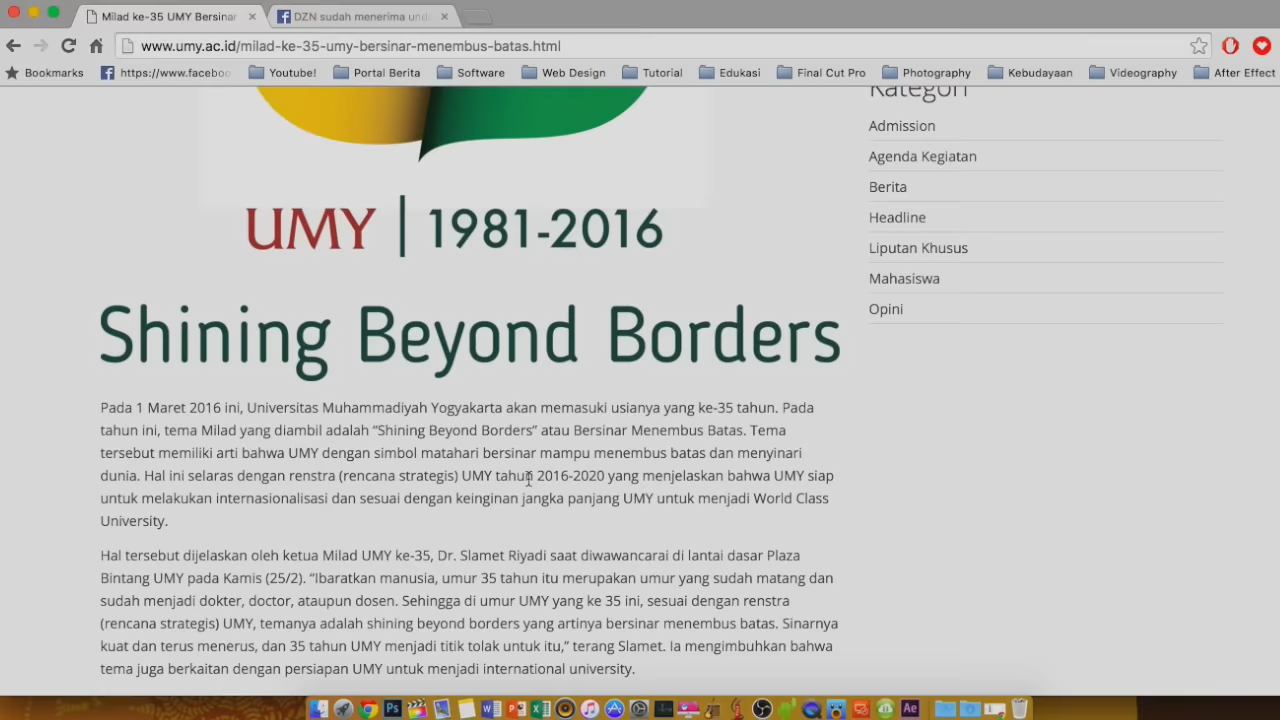 Milad ke-35 UMY Bersinar
DZN sudah menerima und
www.umy.ac.id/milad-ke-35-umy-bersinar-menembus-batas.html
Bookmarks
https://www.faceboo
Youtube!
Portal Berita
Software
Web Design
Tutorial
Edukasi
Final Cut Pro
Photography
Kebudayaan
Videography
After Effect
UMY | 1981-2016
Shining Beyond Borders
Pada 1 Maret 2016 ini, Universitas Muhammadiyah Yogyakarta akan memasuki usianya yang ke-35 tahun. Pada
tahun ini, tema Milad yang diambil adalah “Shining Beyond Borders” atau Bersinar Menembus Batas. Tema
tersebut memiliki arti bahwa UMY dengan simbol matahari bersinar mampu menembus batas dan menyinari
dunia. Hal ini selaras dengan renstra (rencana strategis) UMY tahun 2016-2020 yang menjelaskan bahwa UMY siap
untuk melakukan internasionalisasi dan sesuai dengan keinginan jangka panjang UMY untuk menjadi World Class
University.
Hal tersebut dijelaskan oleh ketua Milad UMY ke-35, Dr. Slamet Riyadi saat diwawancarai di lantai dasar Plaza
Bintang UMY pada Kamis (25/2). “Ibaratkan manusia, umur 35 tahun itu merupakan umur yang sudah matang dan
sudah menjadi dokter, doctor, ataupun dosen. Sehingga di umur UMY yang ke 35 ini, sesuai dengan renstra
(rencana strategis) UMY, temanya adalah shining beyond borders yang artinya bersinar menembus batas. Sinarnya
kuat dan terus menerus, dan 35 tahun UMY menjadi titik tolak untuk itu,” terang Slamet. Ia mengimbuhkan bahwa
tema juga berkaitan dengan persiapan UMY untuk menjadi international university.
Kategori
Admission
Agenda Kegiatan
Berita
Headline
Liputan Khusus
Mahasiswa
Opini